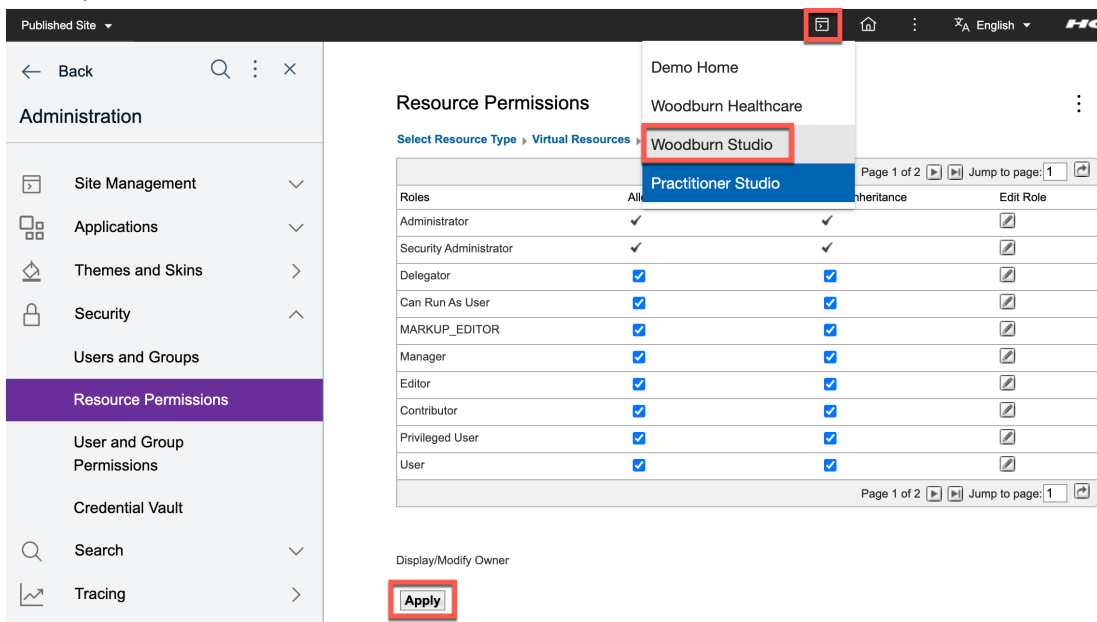 Published Site
English
Back
Administration
Site Management
Applications
Themes and Skins
Security
Users and Groups
Resource Permissions
User and Group
Permissions
Credential Vault
Search
Tracing
Demo Home
Woodburn Healthcare
Woodburn Studio
Practitioner Studio
Resource Permissions
Select Resource Type Virtual Resources
Page 1 of 2 Jump to page: 1
Roles Edit Role
Administrator
Security Administrator
Delegator
Can Run As User
MARKUP_EDITOR
Manager
Editor
Contributor
Privileged User
User
Page 1 of 2 Jump to page: 1
Display/Modify Owner
Apply